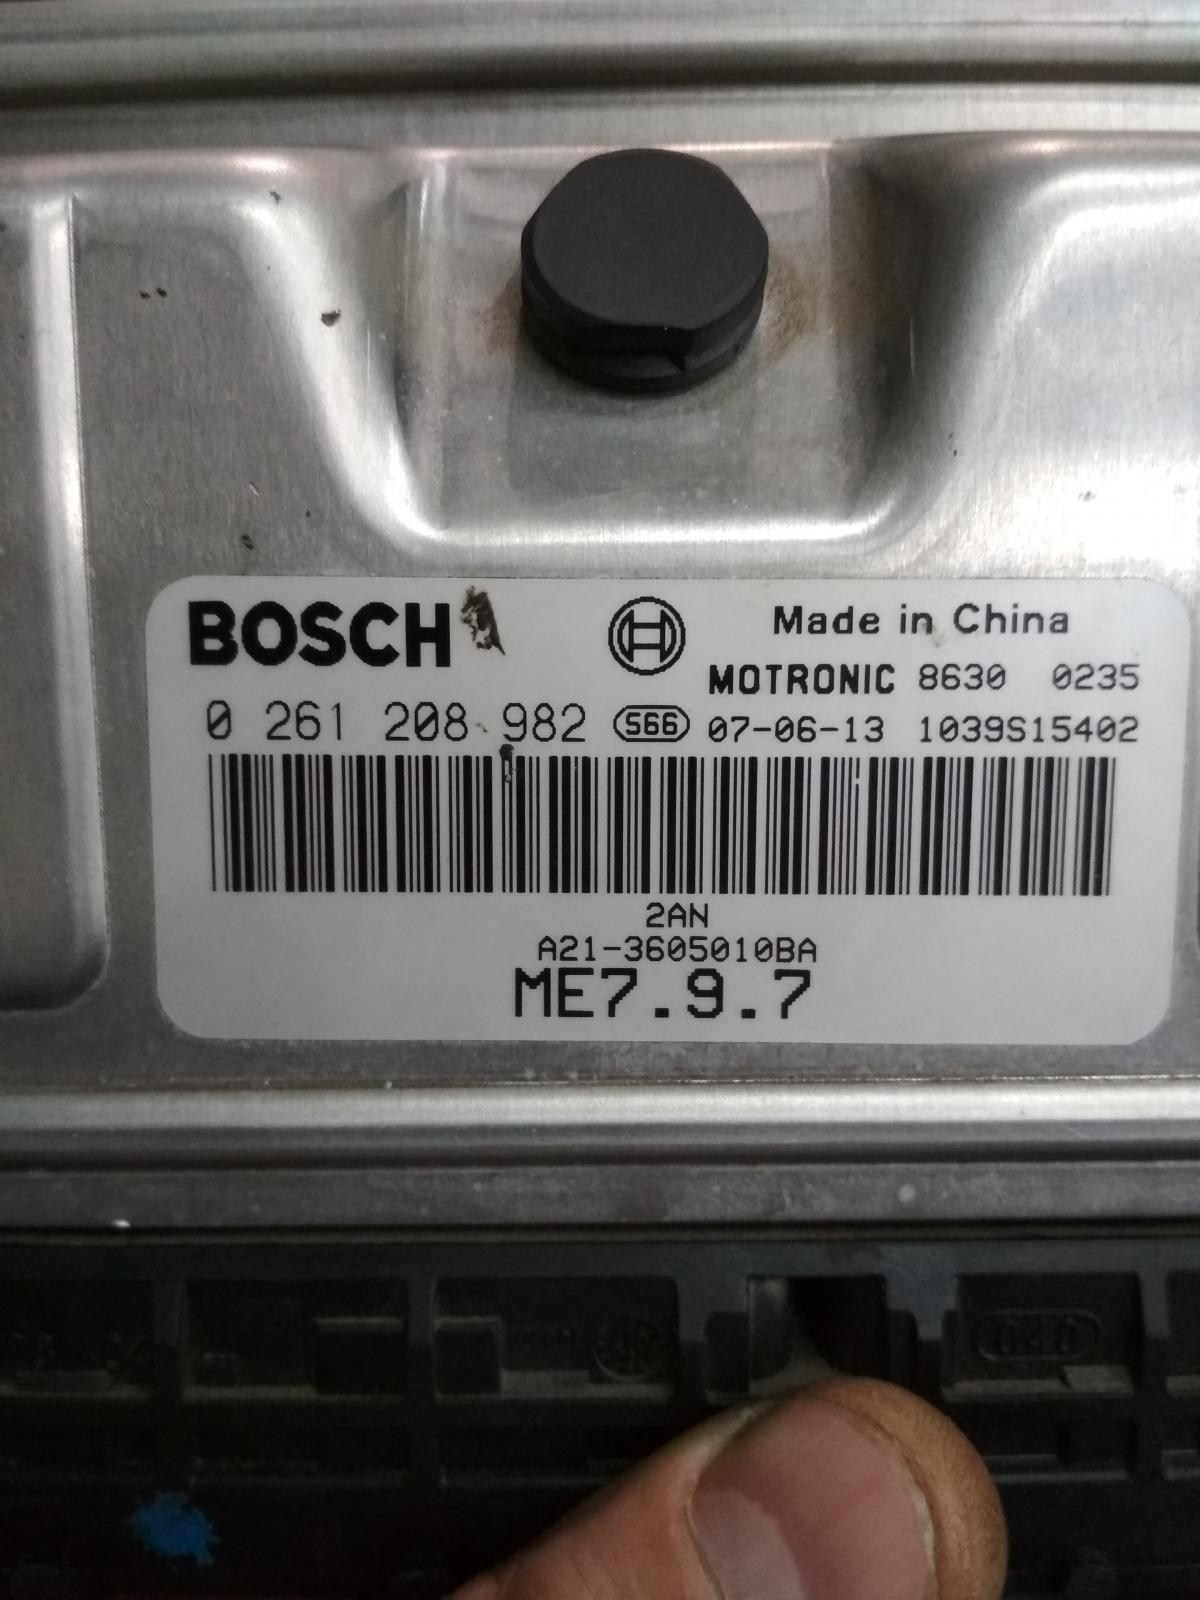 BOSCH
Made in China
MOTRONIC 8630 0235
0 261 208 982 S66 07-06-13 1039S15402
2AN
A21-3605010BA
ME7.9.7